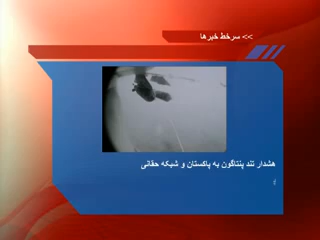 >> سرخط خبرها
هشدار تند پنتاگون به پاکستان و شبکه حقانی